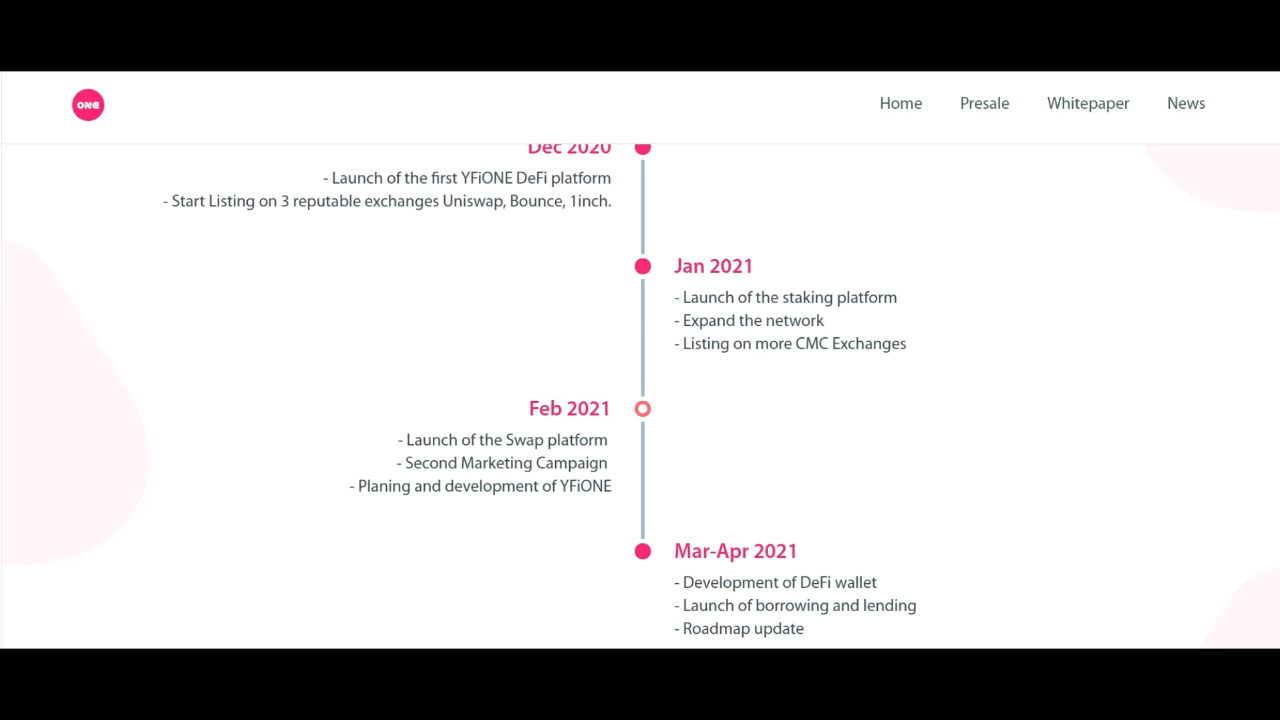 ONE
Home
Presale
Whitepaper
News
Dec 2020
- Launch of the first YFiONE DeFi platform
- Start Listing on 3 reputable exchanges Uniswap, Bounce, 1inch.
Jan 2021
- Launch of the staking platform
- Expand the network
- Listing on more CMC Exchanges
Feb 2021
- Launch of the Swap platform
- Second Marketing Campaign
- Planing and development of YFiONE
Mar-Apr 2021
- Development of DeFi wallet
- Launch of borrowing and lending
- Roadmap update